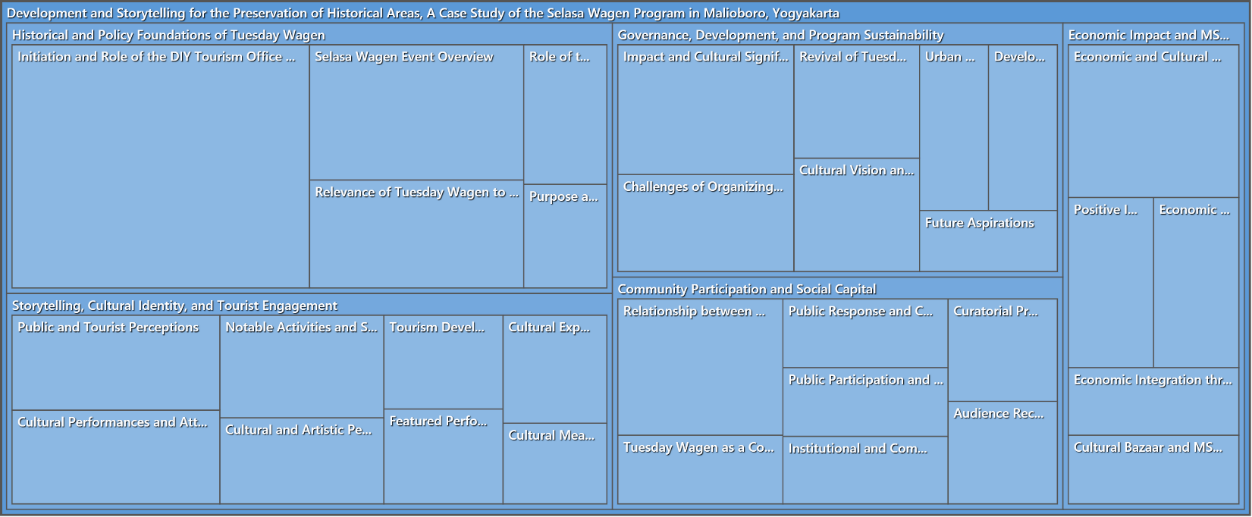 Development and Storytelling for the Preservation of Historical Areas, A Case Study of the Selasa Wagen Program in Malioboro, Yogyakarta
Historical and Policy Foundations of Tuesday Wagen
Initiation and Role of the DIY Tourism Office ...
Selasa Wagen Event Overview
Role of t...
Relevance of Tuesday Wagen to ...
Purpose a...
Storytelling, Cultural Identity, and Tourist Engagement
Public and Tourist Perceptions
Notable Activities and S...
Tourism Devel...
Cultural Exp...
Cultural Performances and Att...
Cultural and Artistic Pe...
Featured Perfo...
Cultural Mea...
Governance, Development, and Program Sustainability
Impact and Cultural Signif...
Revival of Tuesd...
Urban ...
Develo...
Challenges of Organizing...
Cultural Vision an...
Future Aspirations
Community Participation and Social Capital
Relationship between ...
Public Response and C...
Curatorial Pr...
Public Participation and ...
Audience Rec...
Tuesday Wagen as a Co...
Institutional and Com...
Economic Impact and MS...
Economic and Cultural ...
Positive I...
Economic ...
Economic Integration thr...
Cultural Bazaar and MS...